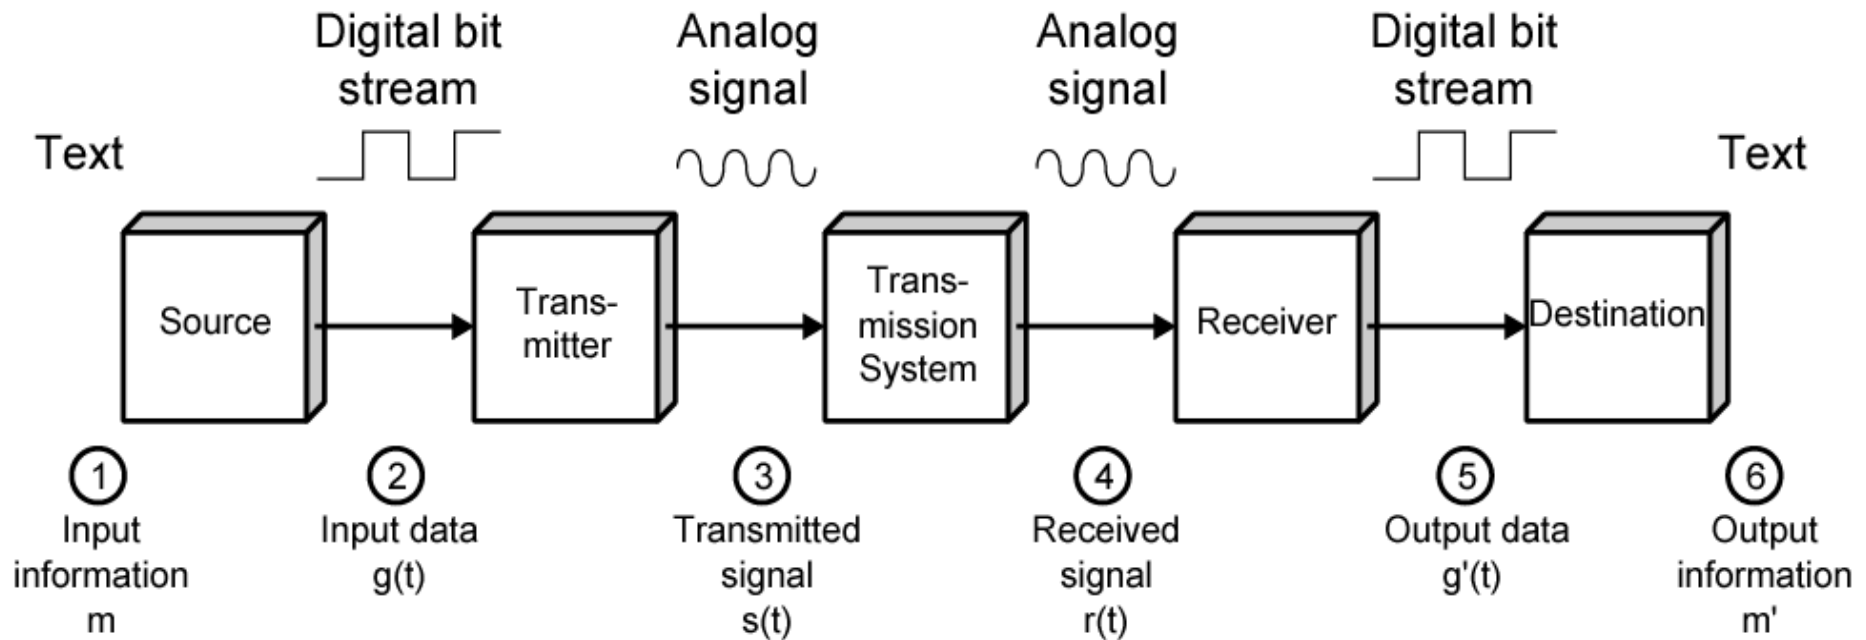 Digital bit
stream
Analog
signal
Analog
signal
Digital bit
stream
Text
Text
Source
Trans-
mitter
Trans-
mission
System
Receiver
Destination
1
Input
information
m
2
Input data
g(t)
3
Transmitted
signal
s(t)
4
Received
signal
r(t)
5
Output data
g'(t)
6
Output
information
m'